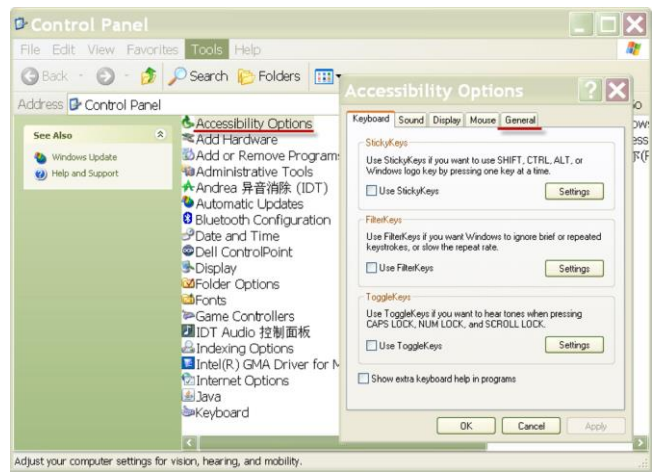 Control Panel
File Edit View Favorites Tools Help
Back Search Folders
Address Control Panel
See Also
Windows Update
Help and Support
Accessibility Options
Add Hardware
Add or Remove Program
Administrative Tools
Andrea 异音消除 (IDT)
Automatic Updates
Bluetooth Configuration
Date and Time
Dell ControlPoint
Display
Folder Options
Fonts
Game Controllers
IDT Audio 控制面板
Indexing Options
Intel(R) GMA Driver for M
Internet Options
Java
Keyboard
Accessibility Options
Keyboard Sound Display Mouse General
StickyKeys
Use StickyKeys if you want to use SHIFT, CTRL, ALT, or
Windows logo key by pressing one key at a time.
Use StickyKeys Settings
FilterKeys
Use FilterKeys if you want Windows to ignore brief or repeated
keystrokes, or slow the repeat rate.
Use FilterKeys Settings
ToggleKeys
Use ToggleKeys if you want to hear tones when pressing
CAPS LOCK, NUM LOCK, and SCROLL LOCK.
Use ToggleKeys Settings
Show extra keyboard help in programs
OK Cancel Apply
Adjust your computer settings for vision, hearing, and mobility.